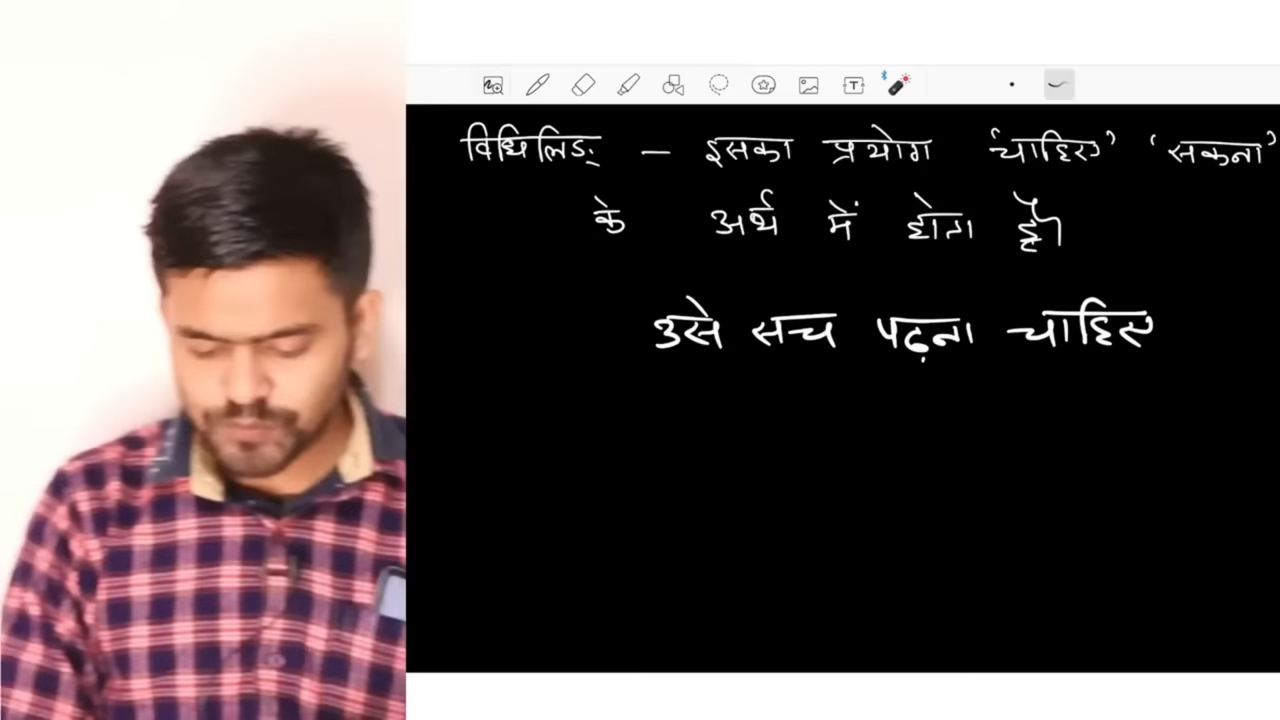 विधिलिङ् - इसका प्रयोग 'चाहिए' 'सकना'
के अर्थ में होता है।
उसे सच पढ़ना चाहिए